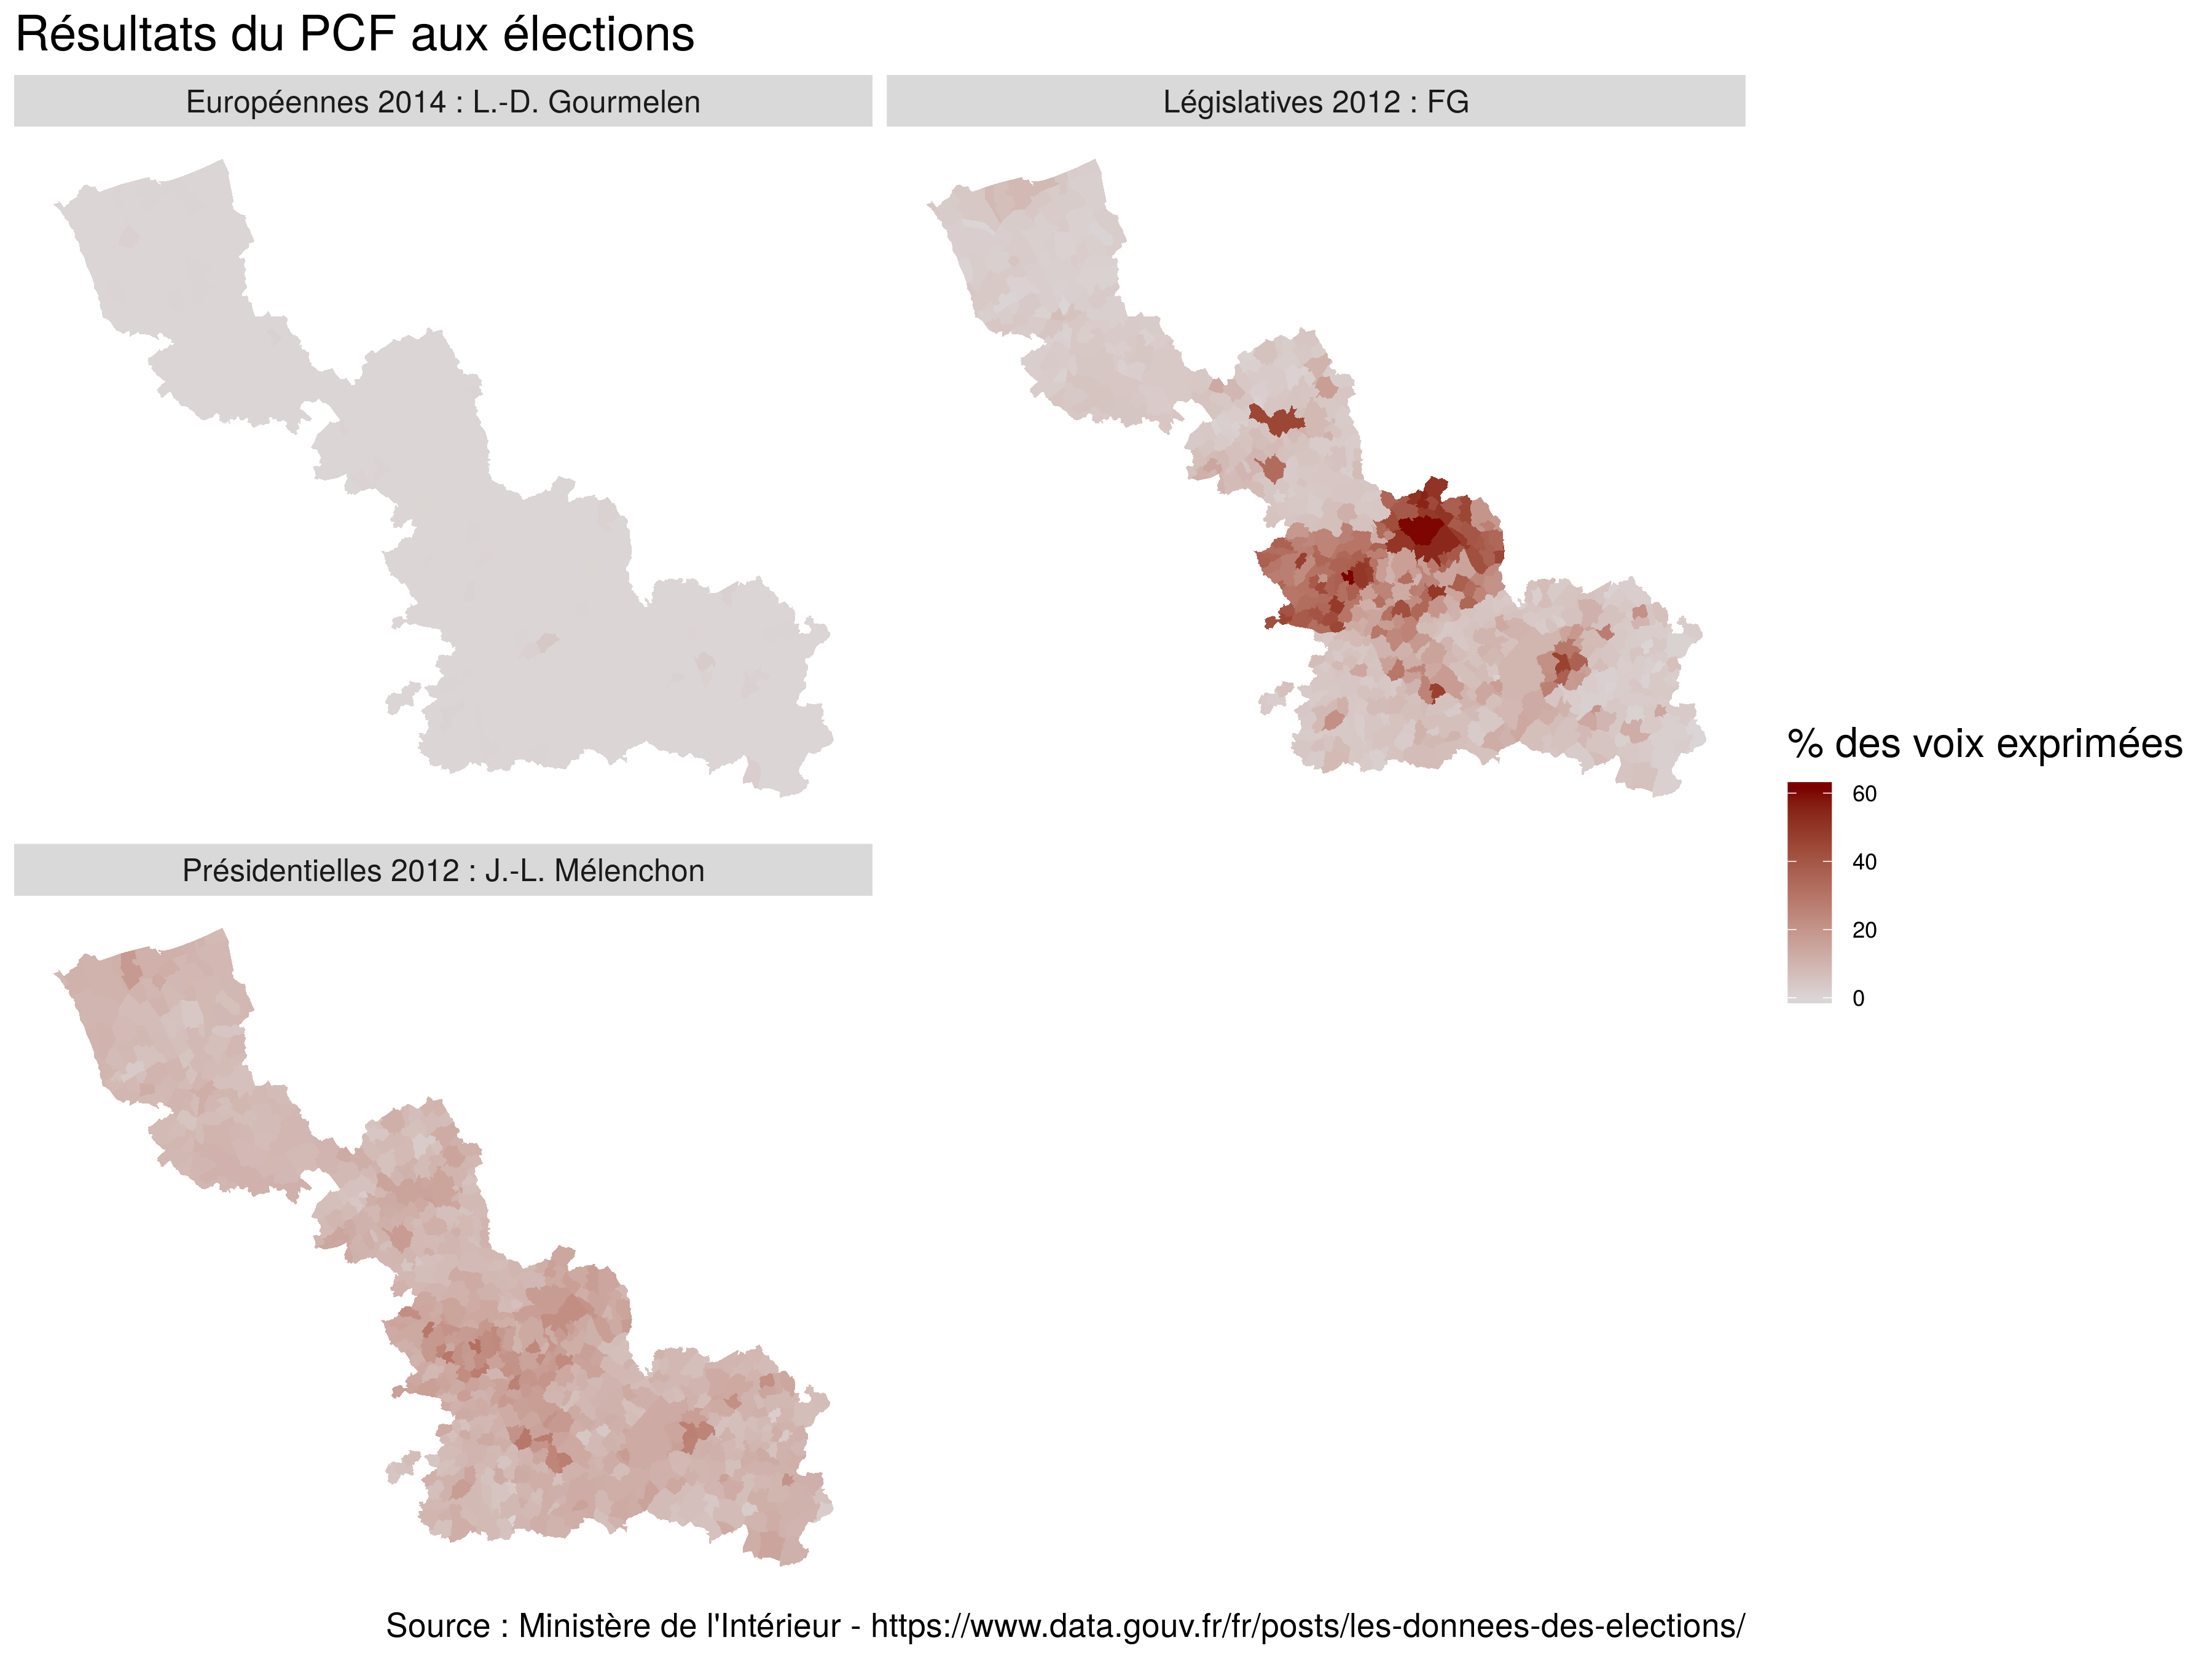 Résultats du PCF aux élections
Européennes 2014 : L.-D. Gourmelen
Législatives 2012 : FG
Présidentielles 2012 : J.-L. Mélenchon
% des voix exprimées
60
40
20
0
Source : Ministère de l'Intérieur - https://www.data.gouv.fr/fr/posts/les-donnees-des-elections/